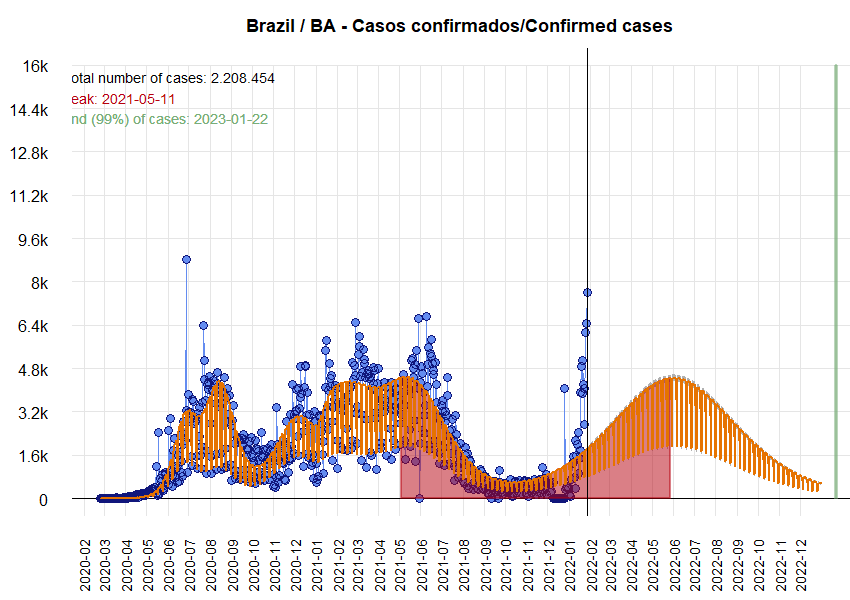 Brazil / BA - Casos confirmados/Confirmed cases
16k
14.4k
12.8k
11.2k
9.6k
8k
6.4k
4.8k
3.2k
1.6k
0
otal number of cases: 2.208.454
eak: 2021-05-11
nd (99%) of cases: 2023-01-22
2020-02
2020-03
2020-04
2020-05
2020-06
2020-07
2020-08
2020-09
2020-10
2020-11
2020-12
2021-01
2021-02
2021-03
2021-04
2021-05
2021-06
2021-07
2021-08
2021-09
2021-10
2021-11
2021-12
2022-01
2022-02
2022-03
2022-04
2022-05
2022-06
2022-07
2022-08
2022-09
2022-10
2022-11
2022-12